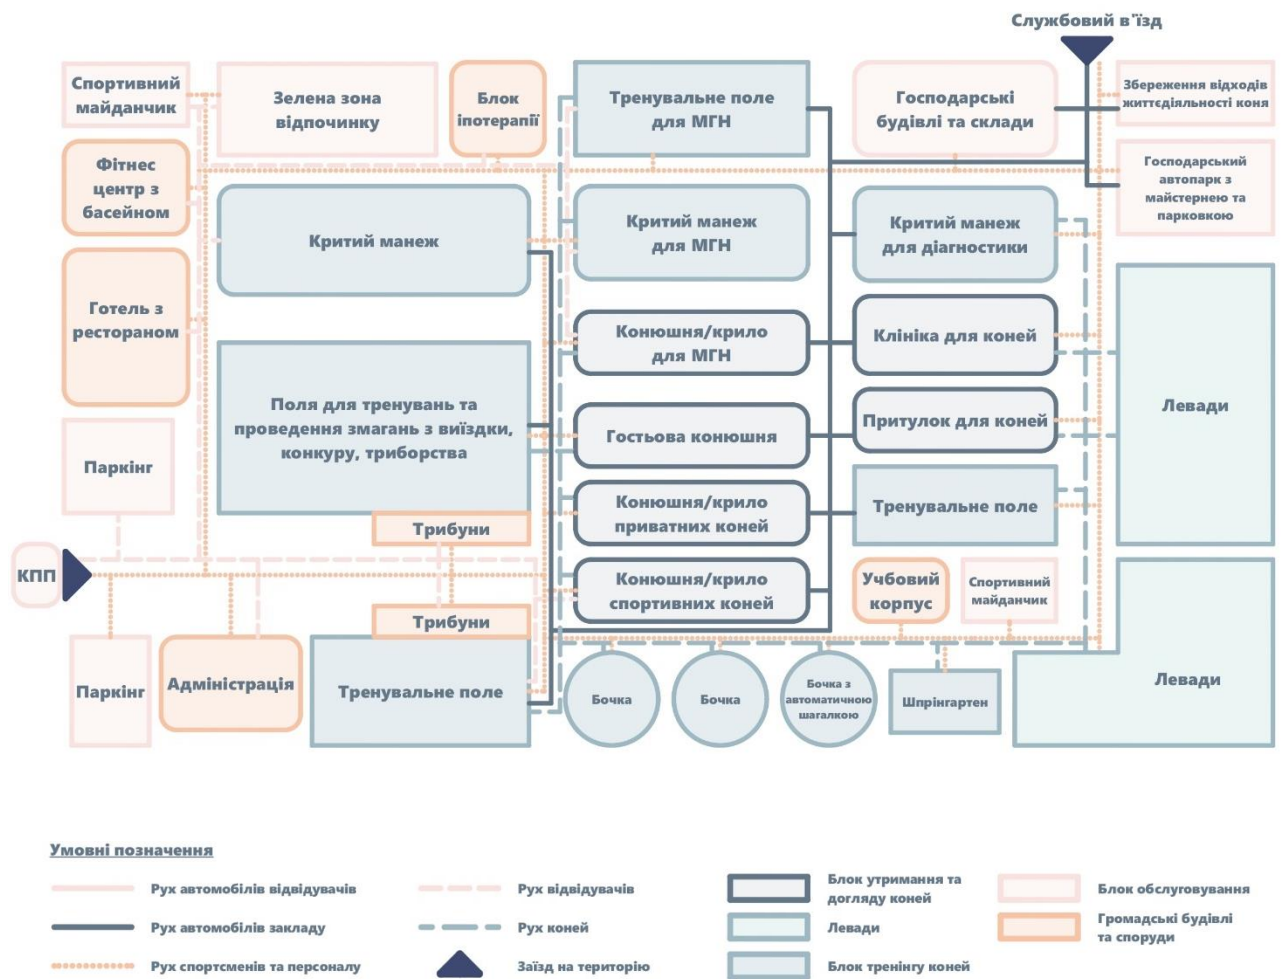 Службовий в'їзд
Спортивний
майданчик
Зелена зона
відпочинку
Блок
іпотерапії
Тренувальне поле
для МГН
Господарські
будівлі та склади
Збереження відходів
життєдіяльності коня
Фітнес
центр з
басейном
Господарський
автопарк з
майстернею та
парковкою
Критий манеж
Критий манеж
для МГН
Критий манеж
для діагностики
Готель з
рестораном
Конюшня/крило
для МГН
Клініка для коней
Левади
Поля для тренувань та
проведення змагань з виїздки,
конкуру, триборства
Гостьова конюшня
Притулок для коней
Паркінг
Конюшня/крило
приватних коней
Тренувальне поле
Трибуни
КПП
Конюшня/крило
спортивних коней
Учбовий
корпус
Спортивний
майданчик
Трибуни
Паркінг
Адміністрація
Тренувальне поле
Бочка
Бочка
Бочка з
автоматичною
шагалкою
Шпрінгартен
Левади
Умовні позначення
Рух автомобілів відвідувачів
Рух відвідувачів
Блок утримання та
догляду коней
Блок обслуговування
Рух автомобілів закладу
Рух коней
Левади
Громадські будівлі
та споруди
Рух спортсменів та персоналу
Заїзд на територію
Блок тренінгу коней